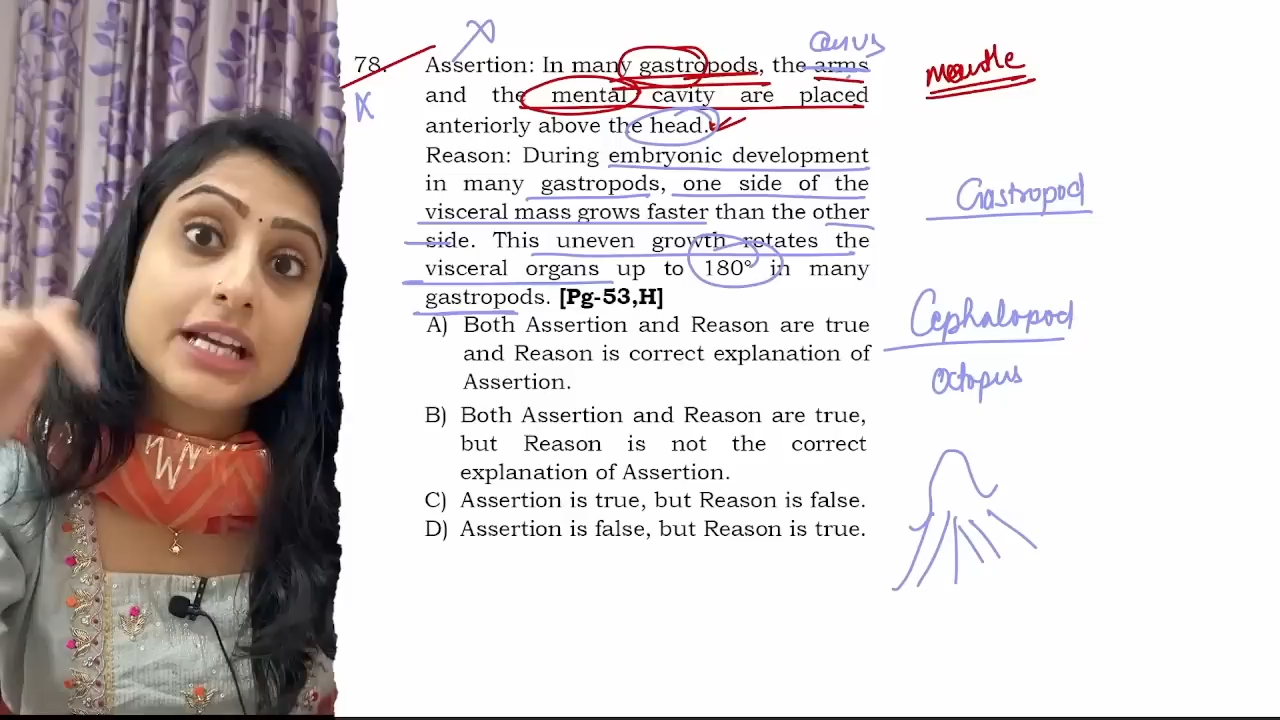 anus
78. Assertion: In many gastropods, the arms
mantle
and the mental cavity are placed
anteriorly above the head.
Reason: During embryonic development
in many gastropods, one side of the
Gastropod
visceral mass grows faster than the other
side. This uneven growth rotates the
visceral organs up to 180° in many
gastropods. [Pg-53,H]
Cephalopod
A) Both Assertion and Reason are true
and Reason is correct explanation of
Assertion.
Octopus
B) Both Assertion and Reason are true,
but Reason is not the correct
explanation of Assertion.
C) Assertion is true, but Reason is false.
D) Assertion is false, but Reason is true.